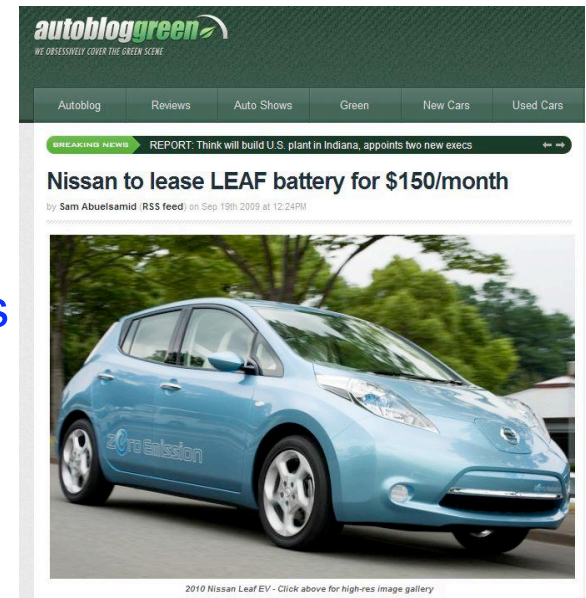 autobloggreen
WE OBSESSIVELY COVER THE GREEN SCENE
Autoblog Reviews Auto Shows Green New Cars Used Cars
BREAKING NEWS REPORT: Think will build U.S. plant in Indiana, appoints two new execs
Nissan to lease LEAF battery for $150/month
by Sam Abuelsamid (RSS feed) on Sep 19th 2009 at 12:24PM
s
zero Emission
2010 Nissan Leaf EV - Click above for high-res image gallery